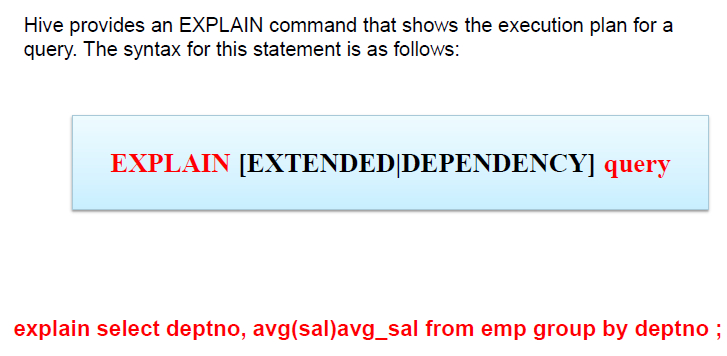 Hive provides an EXPLAIN command that shows the execution plan for a
query. The syntax for this statement is as follows:
EXPLAIN [EXTENDED|DEPENDENCY] query
explain select deptno, avg(sal)avg_sal from emp group by deptno ;